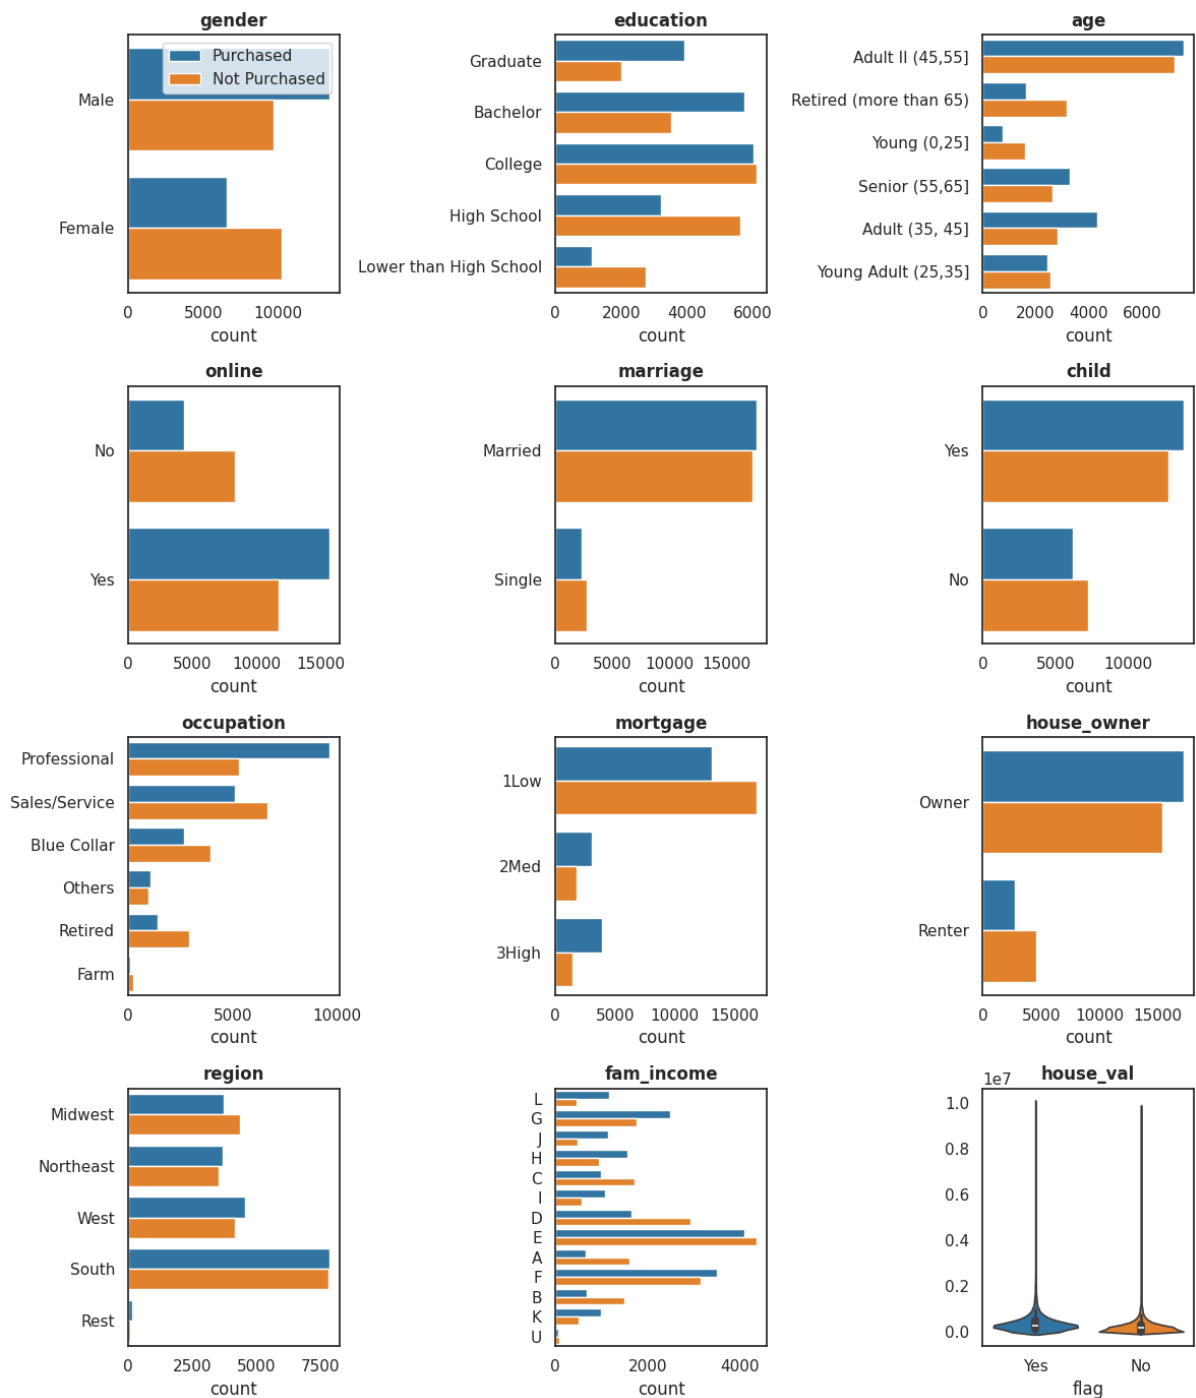 gender
Purchased
Not Purchased
Male
Female
0 5000 10000
count
education
Graduate
Bachelor
College
High School
Lower than High School
0 2000 4000 6000
count
age
Adult II (45,55]
Retired (more than 65)
Young (0,25]
Senior (55,65]
Adult (35, 45]
Young Adult (25,35]
0 2000 4000 6000
count
online
No
Yes
0 5000 10000 15000
count
marriage
Married
Single
0 5000 10000 15000
count
child
Yes
No
0 5000 10000
count
occupation
Professional
Sales/Service
Blue Collar
Others
Retired
Farm
0 5000 10000
count
mortgage
1Low
2Med
3High
0 5000 10000 15000
count
house_owner
Owner
Renter
0 5000 10000 15000
count
region
Midwest
Northeast
West
South
Rest
0 2500 5000 7500
count
fam_income
L
G
J
H
C
I
D
E
A
F
B
K
U
0 2000 4000
count
house_val
1e7
1.0
0.8
0.6
0.4
0.2
0.0
Yes No
flag